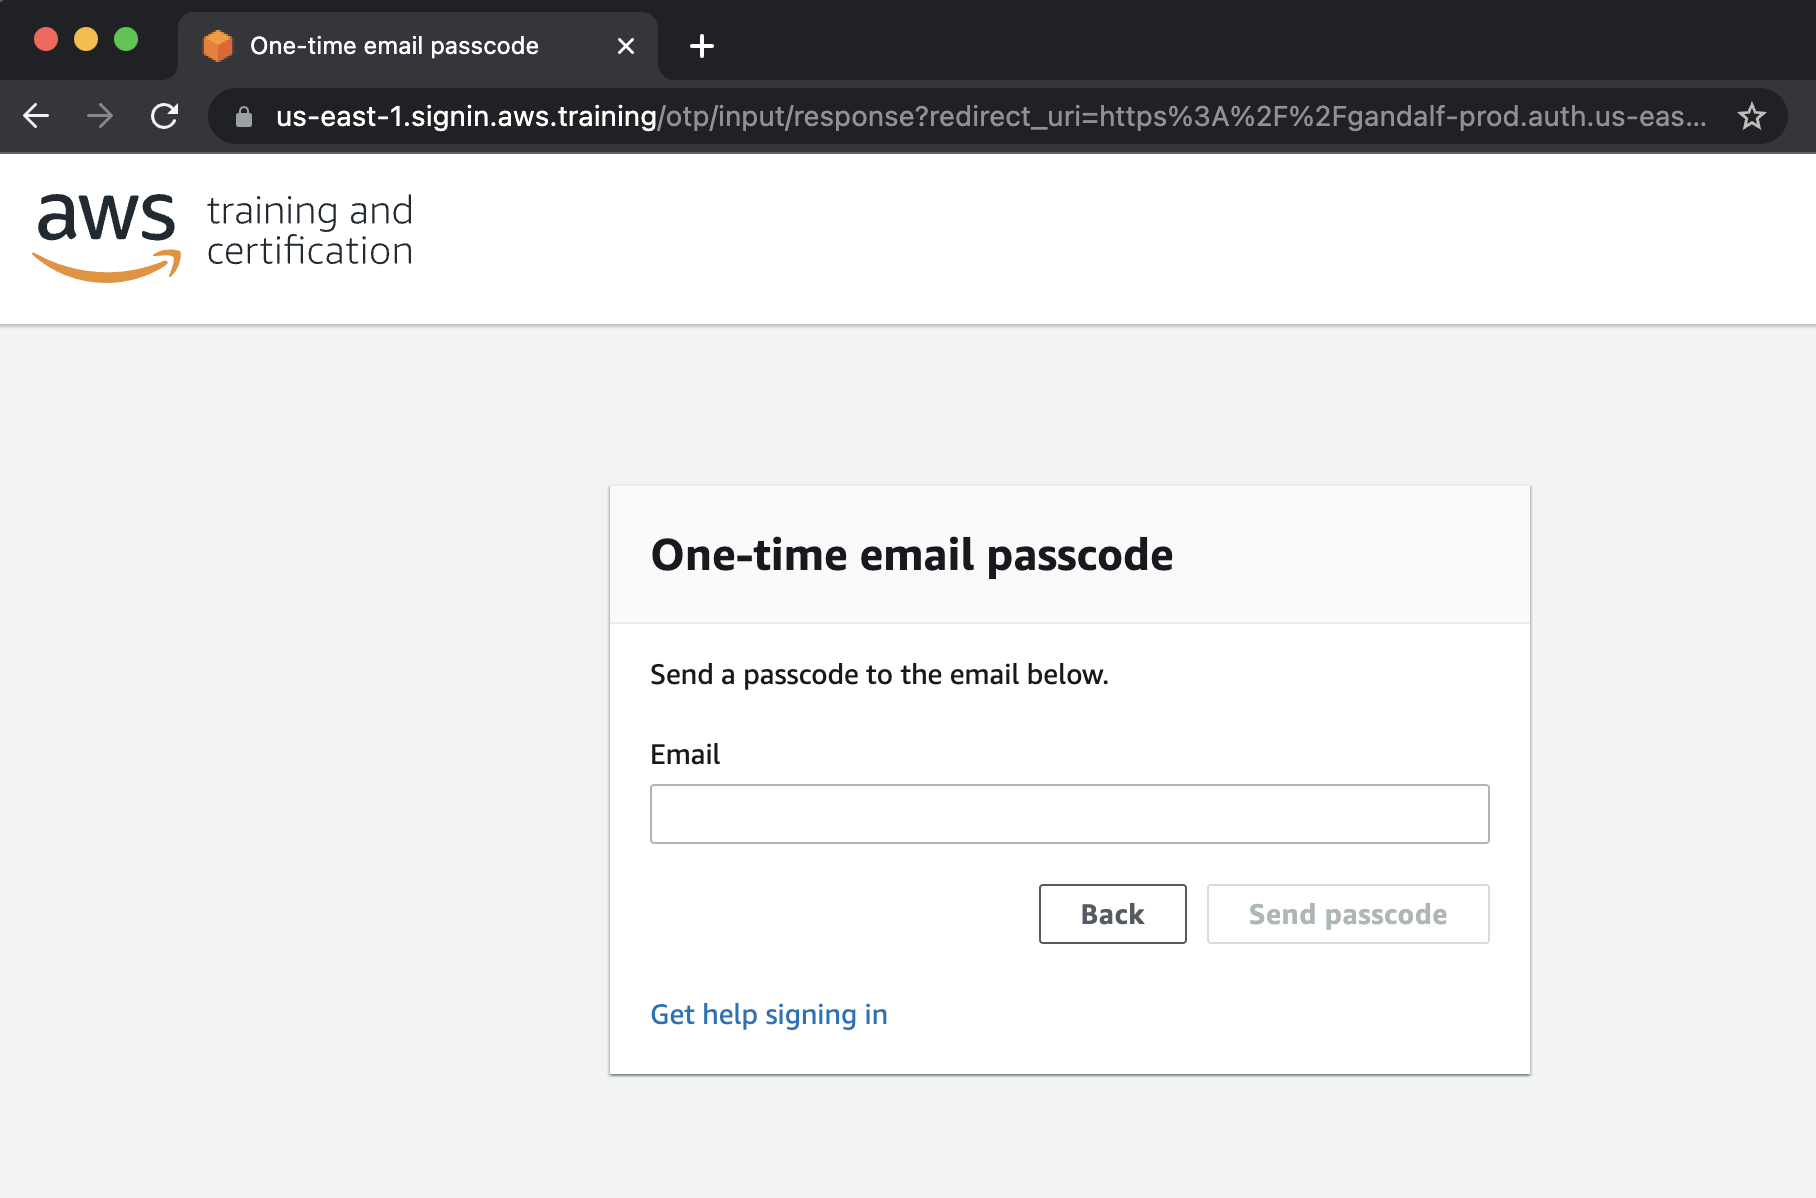 One-time email passcode
us-east-1.signin.aws.training/otp/input/response?redirect_uri=https%3A%2F%2Fgandalf-prod.auth.us-eas...
aws training and
certification
One-time email passcode
Send a passcode to the email below.
Email
Back Send passcode
Get help signing in